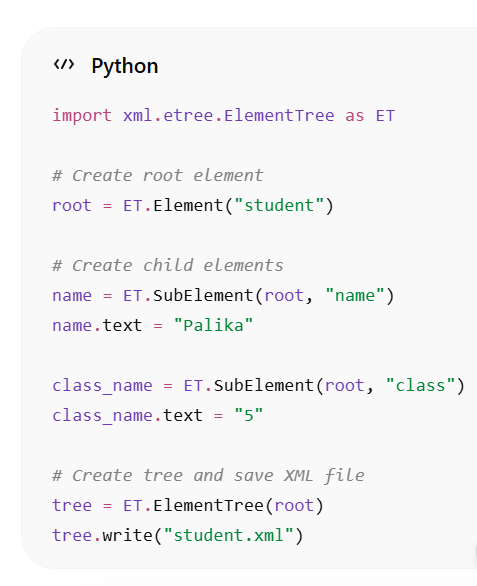 Python
import xml.etree.ElementTree as ET
# Create root element
root = ET.Element("student")
# Create child elements
name = ET.SubElement(root, "name")
name.text = "Palika"
class_name = ET.SubElement(root, "class")
class_name.text = "5"
# Create tree and save XML file
tree = ET.ElementTree(root)
tree.write("student.xml")